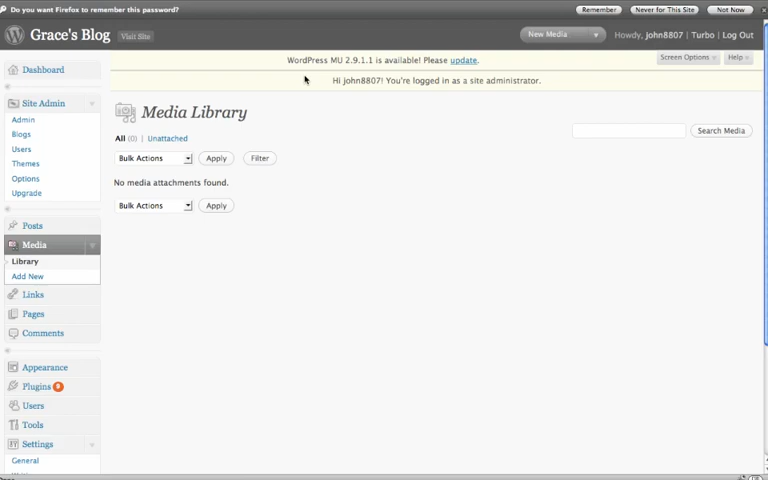 Do you want Firefox to remember this password?
Remember
Never for This Site
Not Now
Grace's Blog
Visit Site
New Media
Howdy, john8807 | Turbo | Log Out
WordPress MU 2.9.1.1 is available! Please update.
Screen Options
Help
Hi john8807! You're logged in as a site administrator.
Dashboard
Site Admin
Admin
Blogs
Users
Themes
Options
Upgrade
Posts
Media
Library
Add New
Links
Pages
Comments
Appearance
Plugins 9
Users
Tools
Settings
General
Media Library
All (0) | Unattached
Search Media
Bulk Actions
Apply
Filter
No media attachments found.
Bulk Actions
Apply